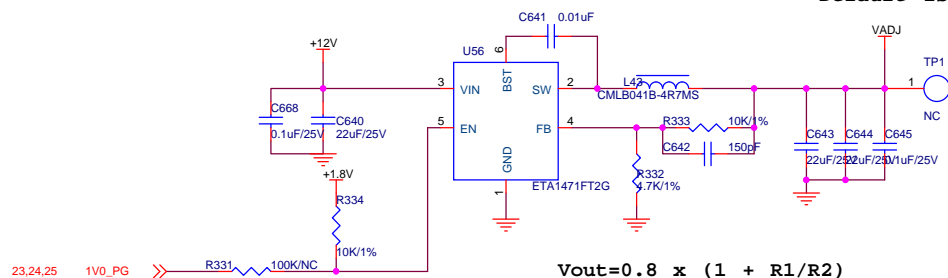 C641 0.01uF
VADJ
+12V
U56
TP1
6
BST
L43
3 VIN
SW 2
1
CMLB041B-4R7MS
C668
NC
5 EN
FB 4
R333
10K/1%
C640
0.1uF/25V
22uF/25V
C642
150pF
C643
C644
C645
GND
22uF/25V
22uF/25V
0.1uF/25V
+1.8V
R332
1
ETA1471FT2G
4.7K/1%
R334
10K/1%
23,24,25 1V0_PG
R331
100K/NC
Vout=0.8 x (1 + R1/R2)